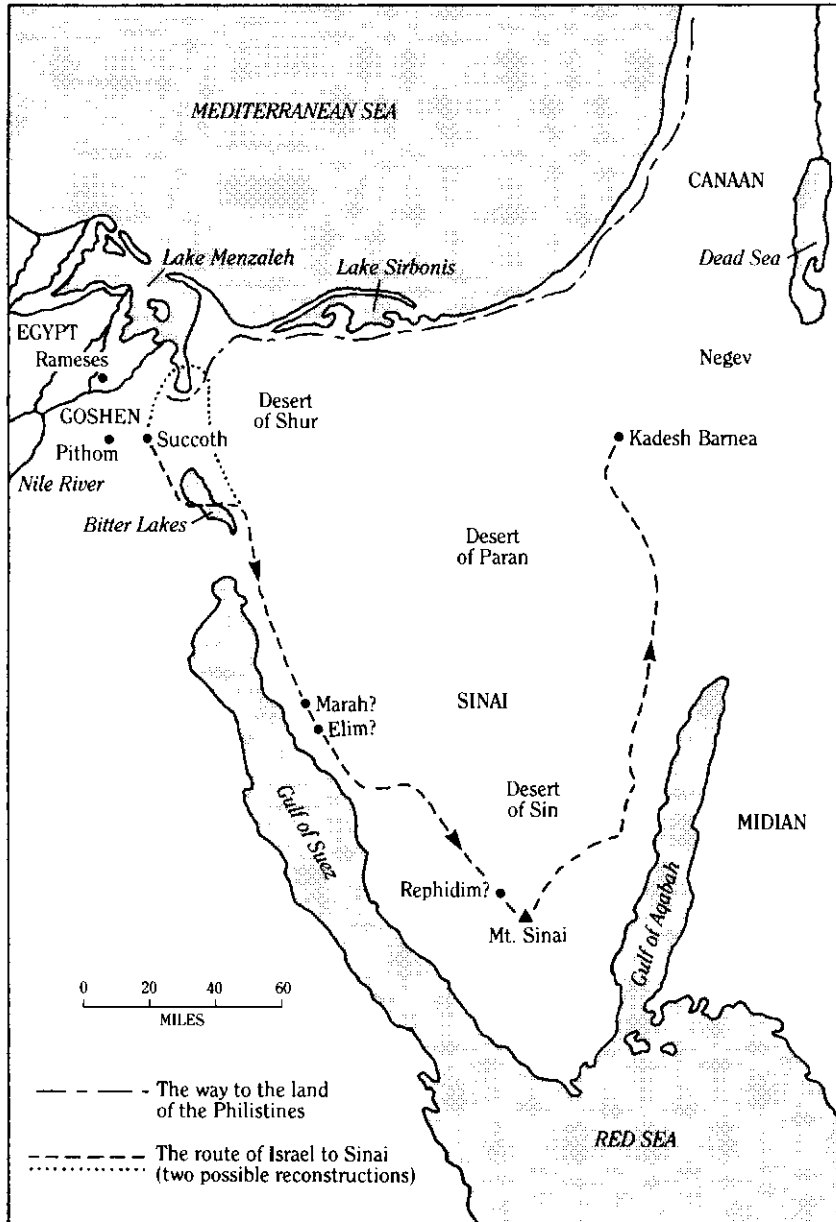 MEDITERRANEAN SEA
CANAAN
Dead Sea
Lake Menzaleh
Lake Sirbonis
EGYPT
Rameses
Negev
Desert
of Shur
GOSHEN
Pithom
Succoth
Kadesh Barnea
Nile River
Bitter Lakes
Desert
of Paran
Marah?
Elim?
SINAI
Desert
of Sin
Gulf of Suez
MIDIAN
Rephidim?
Mt. Sinai
Gulf of Aqabah
0 20 40 60
MILES
The way to the land
of the Philistines
The route of Israel to Sinai
(two possible reconstructions)
RED SEA